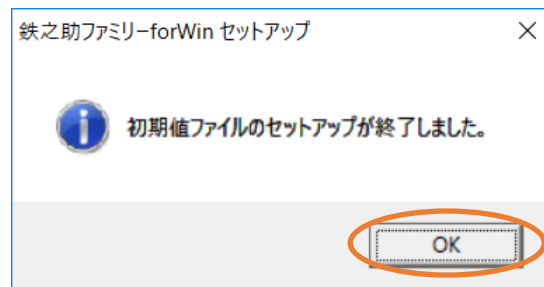 鉄之助ファミリーforWin セットアップ
初期値ファイルのセットアップが終了しました。
OK